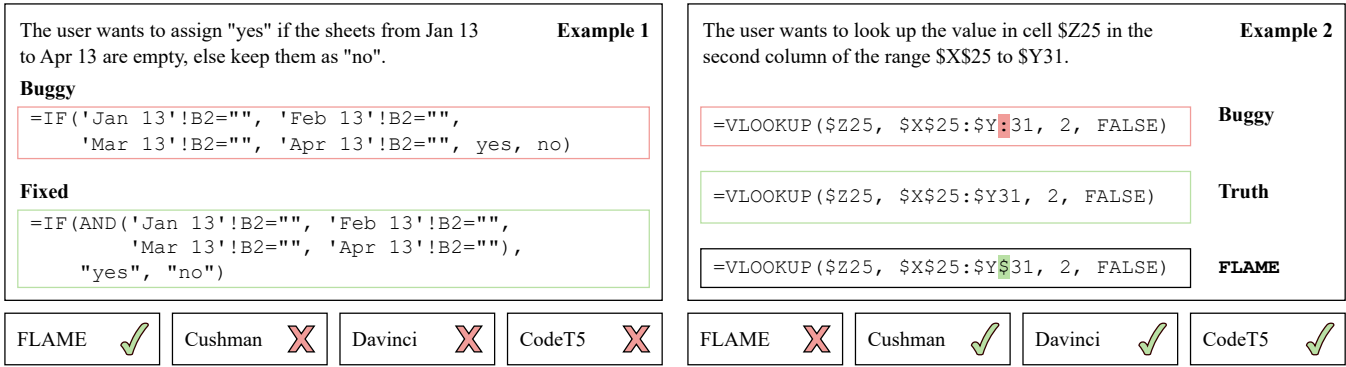 The user wants to assign "yes" if the sheets from Jan 13 Example 1
to Apr 13 are empty, else keep them as "no".
Buggy
=IF('Jan 13'!B2="", 'Feb 13'!B2="",
'Mar 13'!B2="", 'Apr 13'!B2="", yes, no)
Fixed
=IF(AND('Jan 13'!B2="", 'Feb 13'!B2="",
'Mar 13'!B2="", 'Apr 13'!B2=""),
"yes", "no")
FLAME Cushman Davinci CodeT5
The user wants to look up the value in cell $Z25 in the Example 2
second column of the range $X$25 to $Y31.
=VLOOKUP($Z25, $X$25:$Y:31, 2, FALSE) Buggy
=VLOOKUP($Z25, $X$25:$Y31, 2, FALSE) Truth
=VLOOKUP($Z25, $X$25:$Y$31, 2, FALSE) FLAME
FLAME Cushman Davinci CodeT5